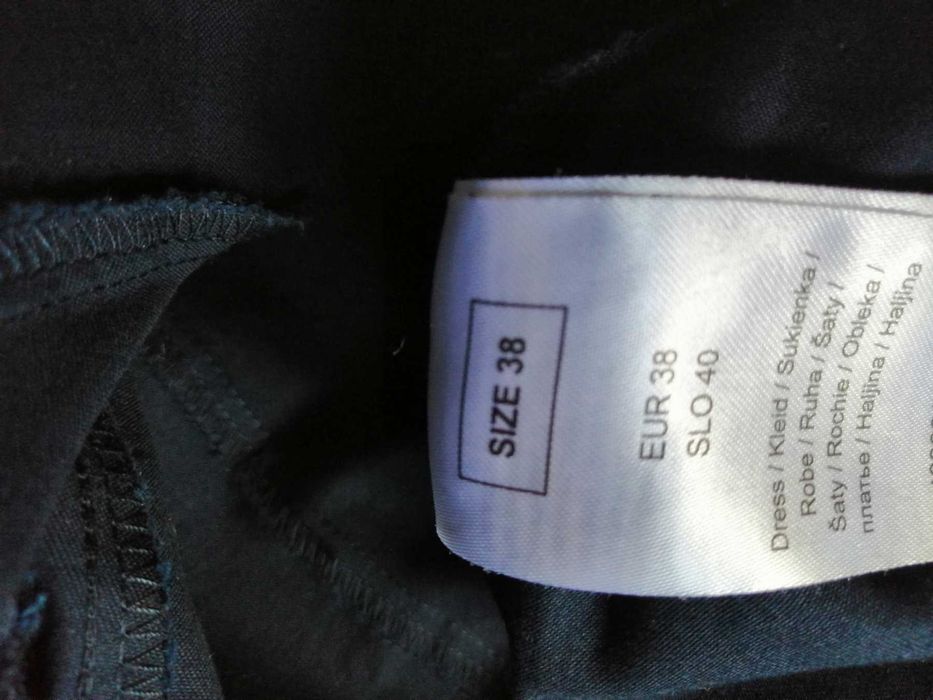 SIZE 38
EUR 38
SLO 40
Dress / Kleid / Sukienka /
Robe / Ruha / Šaty /
Šaty / Rochie / Obleka /
платье / Haljina / Haljina